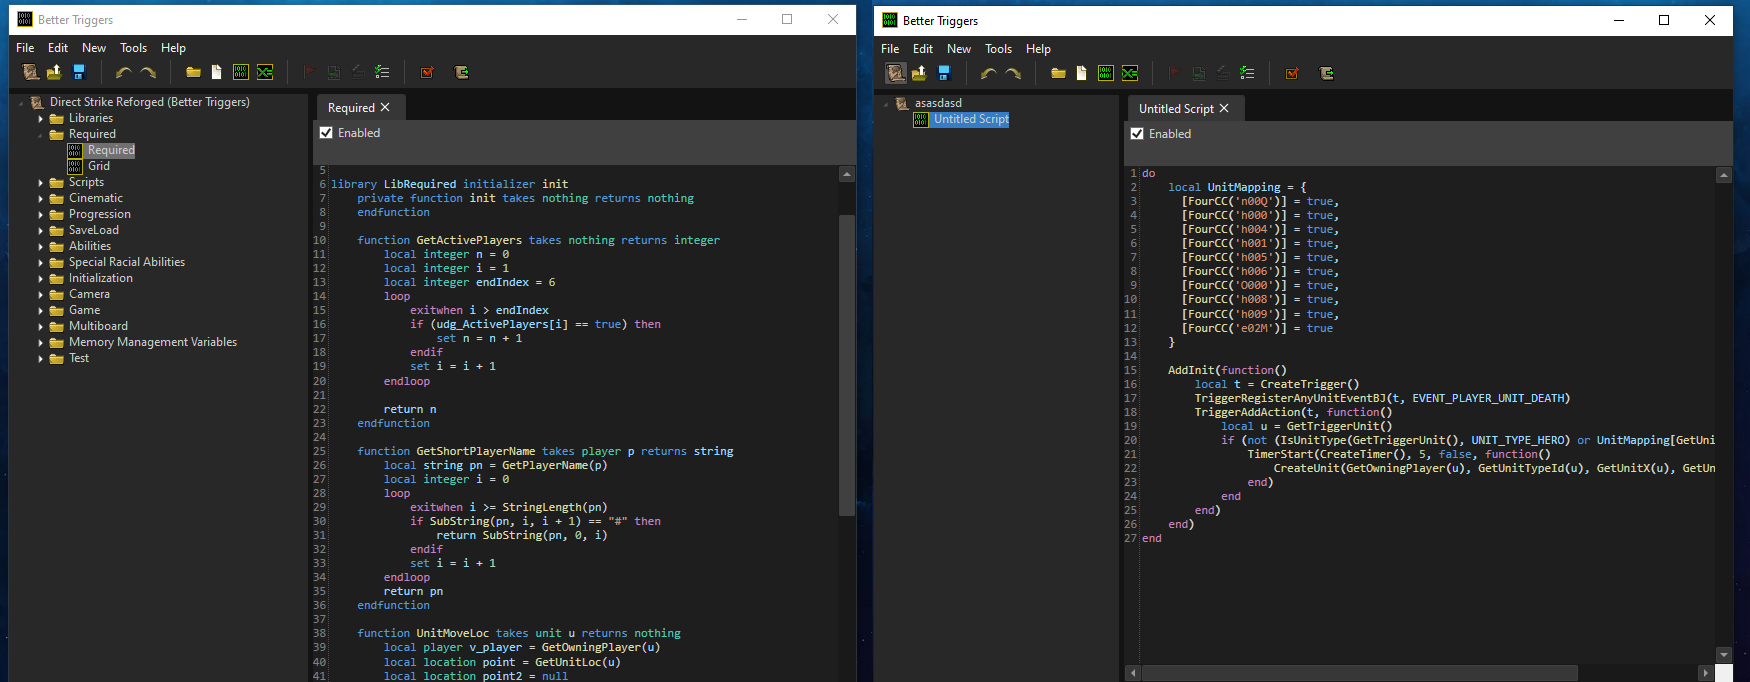 Better Triggers
File Edit New Tools Help
Direct Strike Reforged (Better Triggers)
Libraries
Required
Required
Grid
Scripts
Cinematic
Progression
SaveLoad
Abilities
Special Racial Abilities
Initialization
Camera
Game
Multiboard
Memory Management Variables
Test
Required
Enabled
5
6 library LibRequired initializer init
7 private function init takes nothing returns nothing
8 endfunction
9
10 function GetActivePlayers takes nothing returns integer
11 local integer n = 0
12 local integer i = 1
13 local integer endIndex = 6
14 loop
15 exitwhen i > endIndex
16 if (udg_ActivePlayers[i] == true) then
17 set n = n + 1
18 endif
19 set i = i + 1
20 endloop
21
22 return n
23 endfunction
24
25 function GetShortPlayerName takes player p returns string
26 local string pn = GetPlayerName(p)
27 local integer i = 0
28 loop
29 exitwhen i >= StringLength(pn)
30 if SubString(pn, i, i + 1) == "#" then
31 return SubString(pn, 0, i)
32 endif
33 set i = i + 1
34 endloop
35 return pn
36 endfunction
37
38 function UnitMoveLoc takes unit u returns nothing
39 local player v_player = GetOwningPlayer(u)
40 local location point = GetUnitLoc(u)
41 local location point2 = null
Better Triggers
File Edit New Tools Help
asasdasd
Untitled Script
Untitled Script
Enabled
1 do
2 local UnitMapping = {
3 [FourCC('n00Q')] = true,
4 [FourCC('h000')] = true,
5 [FourCC('h004')] = true,
6 [FourCC('h001')] = true,
7 [FourCC('h005')] = true,
8 [FourCC('h006')] = true,
9 [FourCC('O000')] = true,
10 [FourCC('h008')] = true,
11 [FourCC('h009')] = true,
12 [FourCC('e02M')] = true
13 }
14
15 AddInit(function()
16 local t = CreateTrigger()
17 TriggerRegisterAnyUnitEventBJ(t, EVENT_PLAYER_UNIT_DEATH)
18 TriggerAddAction(t, function()
19 local u = GetTriggerUnit()
20 if (not (IsUnitType(GetTriggerUnit(), UNIT_TYPE_HERO) or UnitMapping[GetUni
21 TimerStart(CreateTimer(), 5, false, function()
22 CreateUnit(GetOwningPlayer(u), GetUnitTypeId(u), GetUnitX(u), GetUn
23 end)
24 end
25 end)
26 end)
27 end